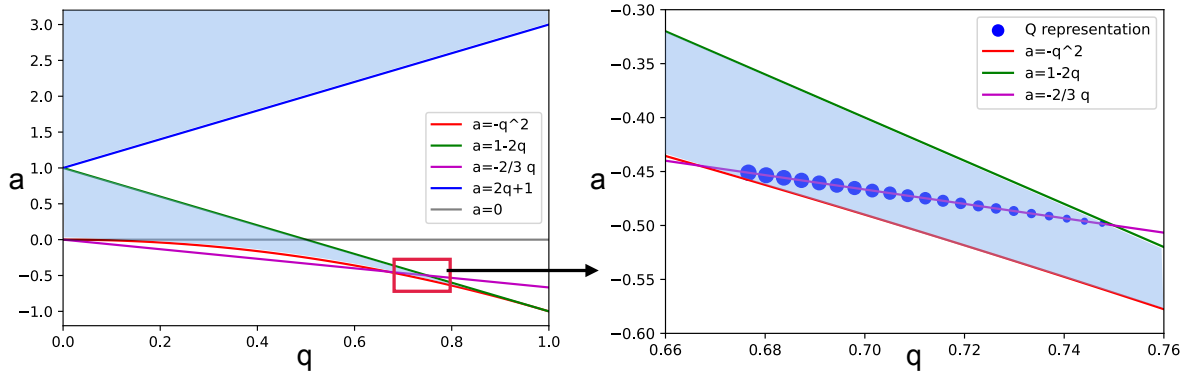 3.0
2.5
2.0
1.5
1.0
0.5
0.0
−0.5
−1.0
a
0.0 0.2 0.4 0.6 0.8 1.0
q
a=-q^2
a=1-2q
a=-2/3 q
a=2q+1
a=0
−0.30
−0.35
−0.40
−0.45
−0.50
−0.55
−0.60
a
0.66 0.68 0.70 0.72 0.74 0.76
q
Q representation
a=-q^2
a=1-2q
a=-2/3 q